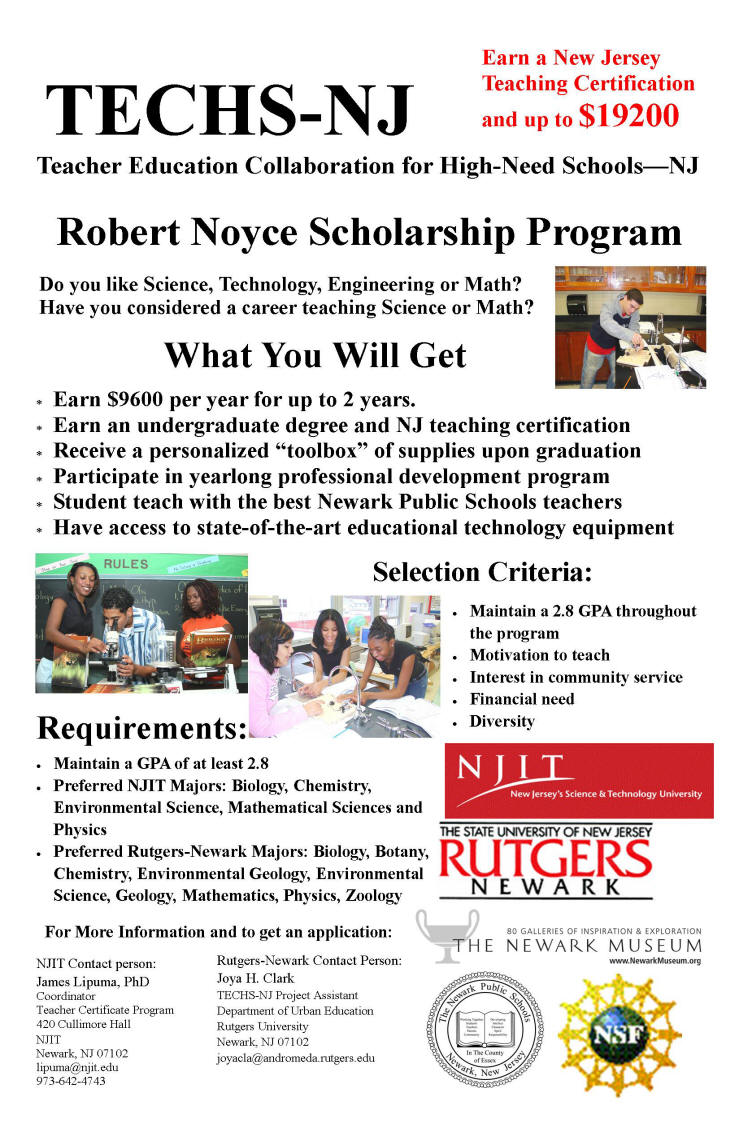 TECHS-NJ
Earn a New Jersey
Teaching Certification
and up to $19200
Teacher Education Collaboration for High-Need Schools—NJ
Robert Noyce Scholarship Program
Do you like Science, Technology, Engineering or Math?
Have you considered a career teaching Science or Math?
What You Will Get
* Earn $9600 per year for up to 2 years.
* Earn an undergraduate degree and NJ teaching certification
* Receive a personalized “toolbox” of supplies upon graduation
* Participate in yearlong professional development program
* Student teach with the best Newark Public Schools teachers
* Have access to state-of-the-art educational technology equipment
RULES
Selection Criteria:
• Maintain a 2.8 GPA throughout
the program
• Motivation to teach
• Interest in community service
• Financial need
• Diversity
Requirements:
• Maintain a GPA of at least 2.8
• Preferred NJIT Majors: Biology, Chemistry,
Environmental Science, Mathematical Sciences and
Physics
• Preferred Rutgers-Newark Majors: Biology, Botany,
Chemistry, Environmental Geology, Environmental
Science, Geology, Mathematics, Physics, Zoology
NJIT
New Jersey's Science & Technology University
THE STATE UNIVERSITY OF NEW JERSEY
RUTGERS
NEWARK
80 GALLERIES OF INSPIRATION & EXPLORATION
THE NEWARK MUSEUM
www.NewarkMuseum.org
For More Information and to get an application:
NJIT Contact person:
James Lipuma, PhD
Coordinator
Teacher Certificate Program
420 Cullimore Hall
NJIT
Newark, NJ 07102
lipuma@njit.edu
973-642-4743
Rutgers-Newark Contact Person:
Joya H. Clark
TECHS-NJ Project Assistant
Department of Urban Education
Rutgers University
Newark, NJ 07102
joyacla@andromeda.rutgers.edu
The Newark Public Schools
In The County
of Essex
Newark, New Jersey
NSF